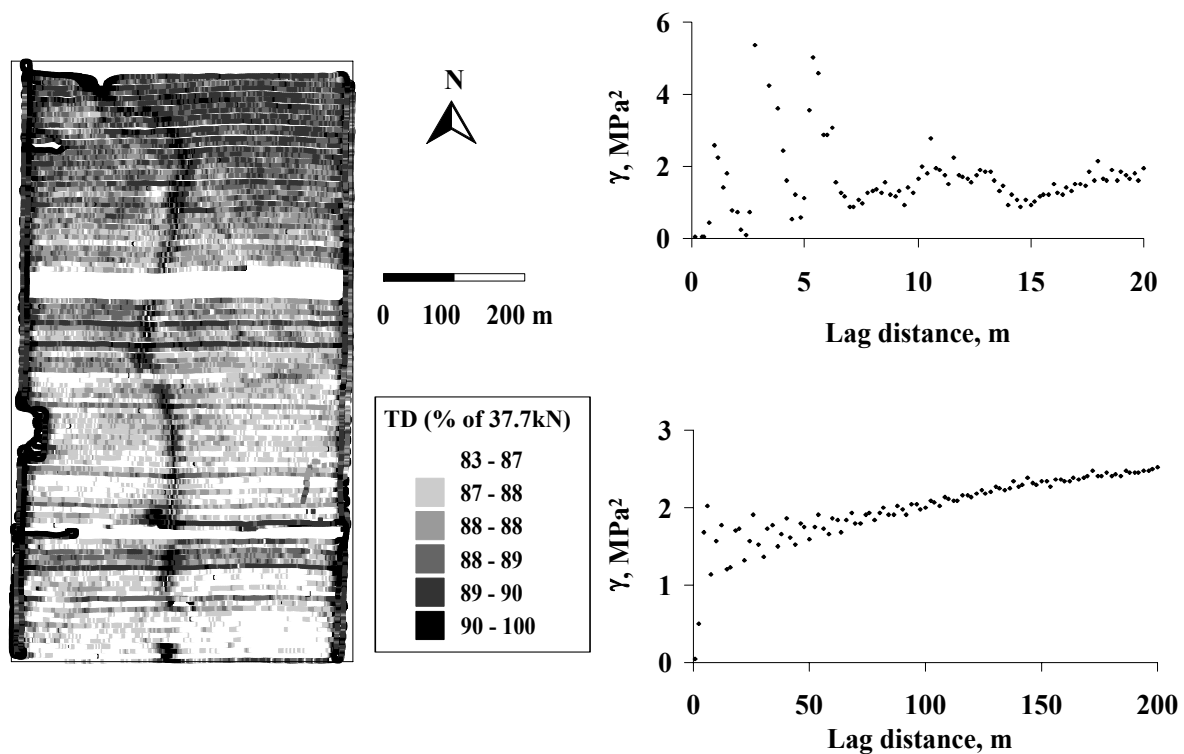 N
0 100 200 m
TD (% of 37.7kN)
83 - 87
87 - 88
88 - 88
88 - 89
89 - 90
90 - 100
γ, MPa²
6
4
2
0
0 5 10 15 20
Lag distance, m
γ, MPa²
3
2
1
0
0 50 100 150 200
Lag distance, m